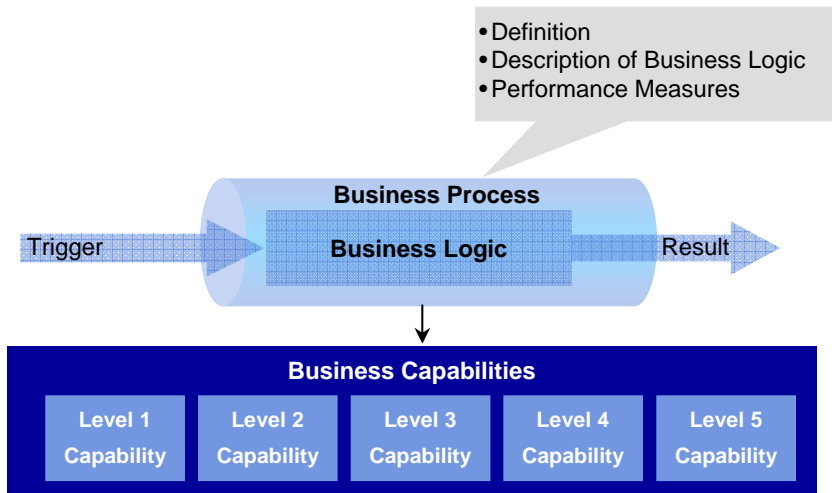 •Definition
•Description of Business Logic
•Performance Measures
Business Process
Trigger
Business Logic
Result
Business Capabilities
Level 1
Capability
Level 2
Capability
Level 3
Capability
Level 4
Capability
Level 5
Capability